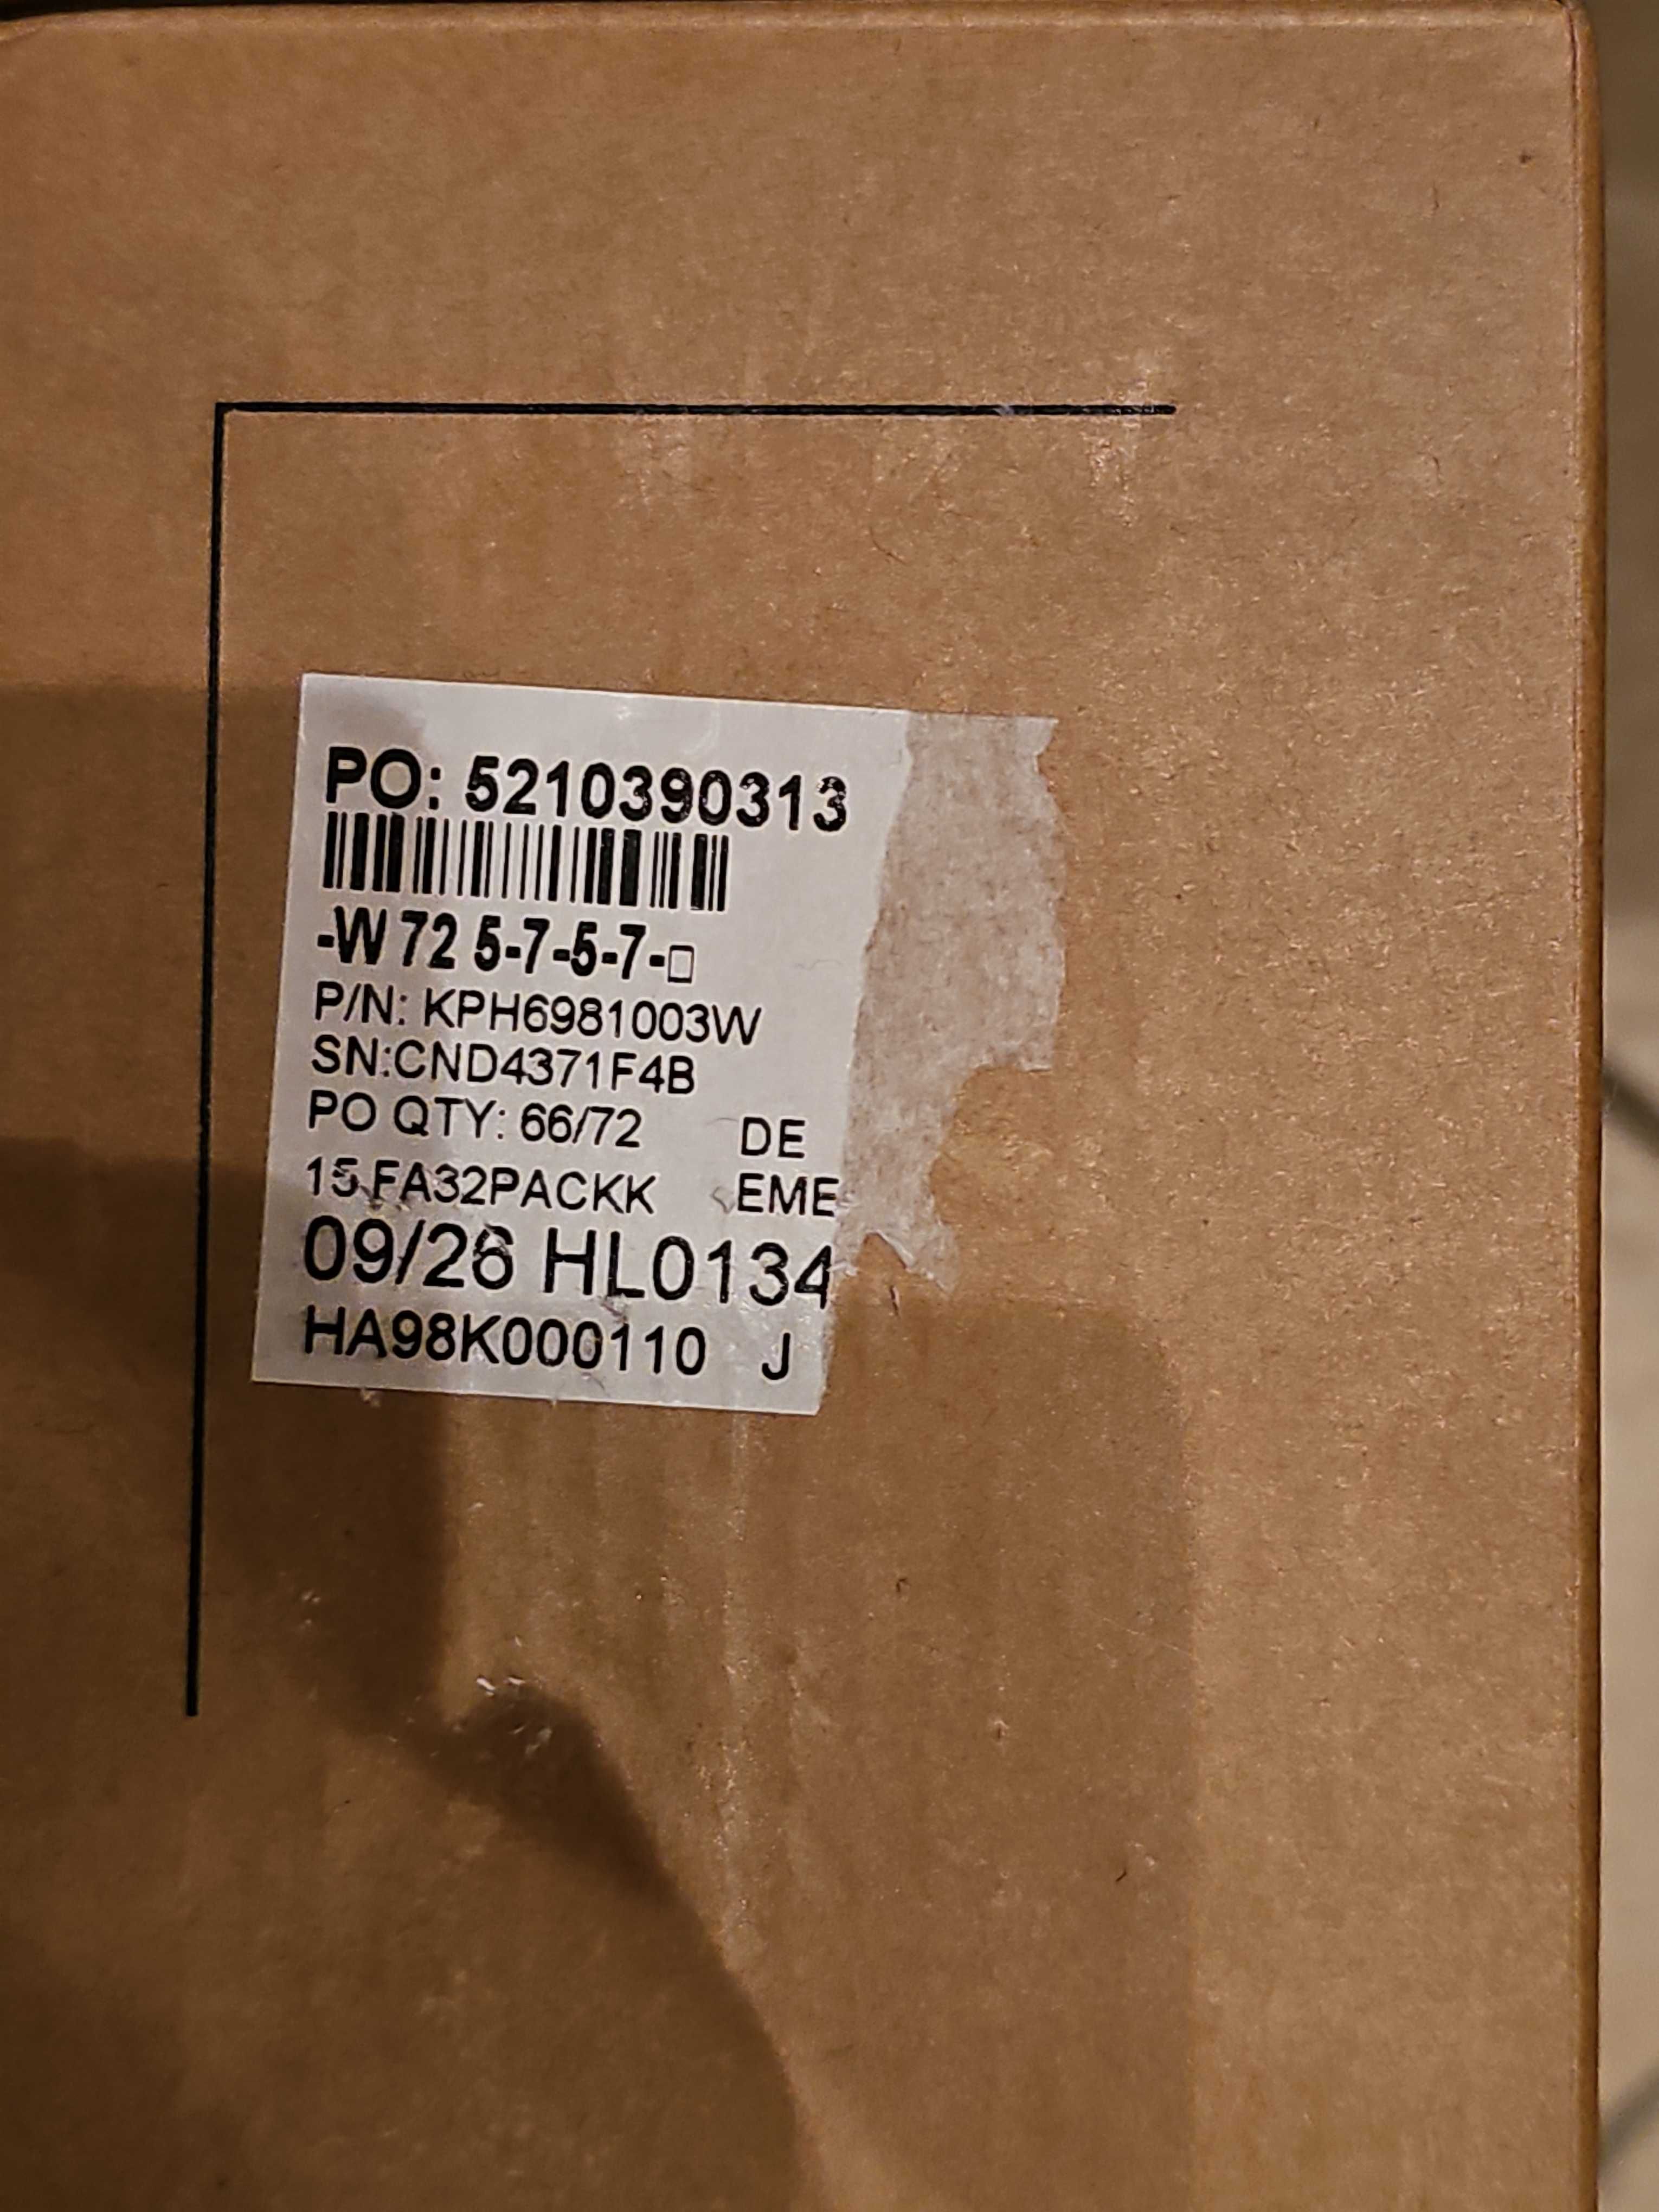 PO: 5210390313
-W 72 5-7-5-7-□
P/N: KPH6981003W
SN:CND4371F4B
PO QTY: 66/72 DE
15,FA32PACKK EME
09/26 HL0134
HA98K000110 J